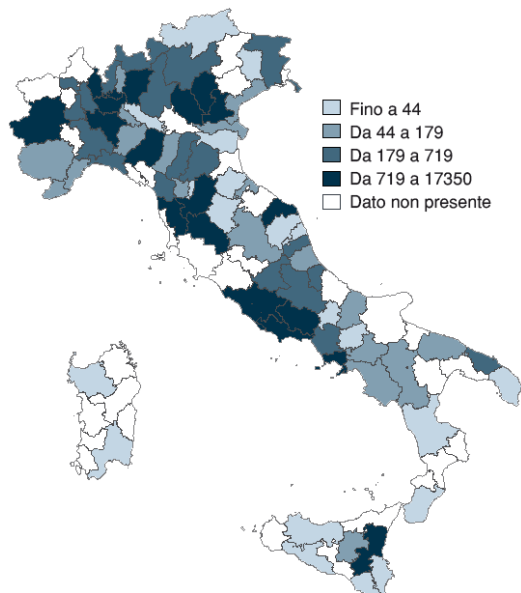 Fino a 44
Da 44 a 179
Da 179 a 719
Da 719 a 17350
Dato non presente